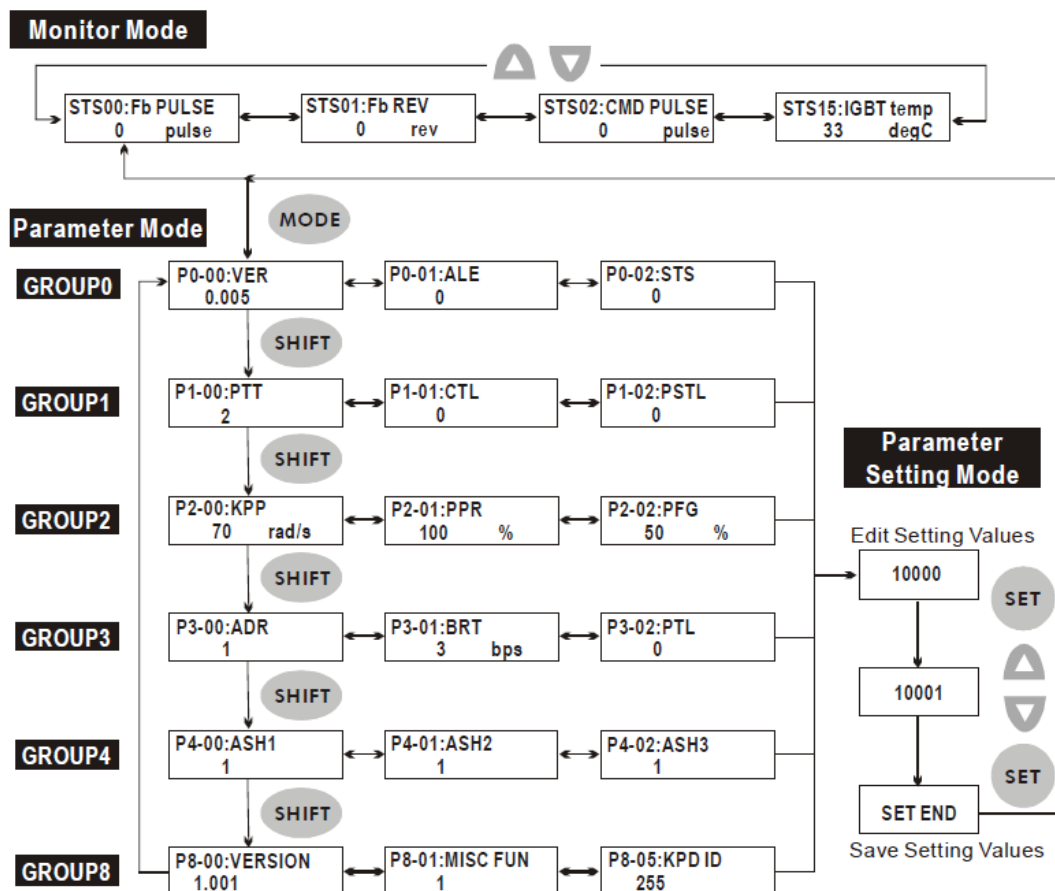 Monitor Mode
STS00:Fb PULSE
0 pulse
STS01:Fb REV
0 rev
STS02:CMD PULSE
0 pulse
STS15:IGBT temp
33 degC
MODE
Parameter Mode
GROUP0
P0-00:VER
0.005
P0-01:ALE
0
P0-02:STS
0
SHIFT
GROUP1
P1-00:PTT
2
P1-01:CTL
0
P1-02:PSTL
0
SHIFT
GROUP2
P2-00:KPP
70 rad/s
P2-01:PPR
100 %
P2-02:PFG
50 %
SHIFT
GROUP3
P3-00:ADR
1
P3-01:BRT
3 bps
P3-02:PTL
0
SHIFT
GROUP4
P4-00:ASH1
1
P4-01:ASH2
1
P4-02:ASH3
1
SHIFT
GROUP8
P8-00:VERSION
1.001
P8-01:MISC FUN
1
P8-05:KPD ID
255
Parameter
Setting Mode
Edit Setting Values
10000
SET
10001
SET
SET END
Save Setting Values